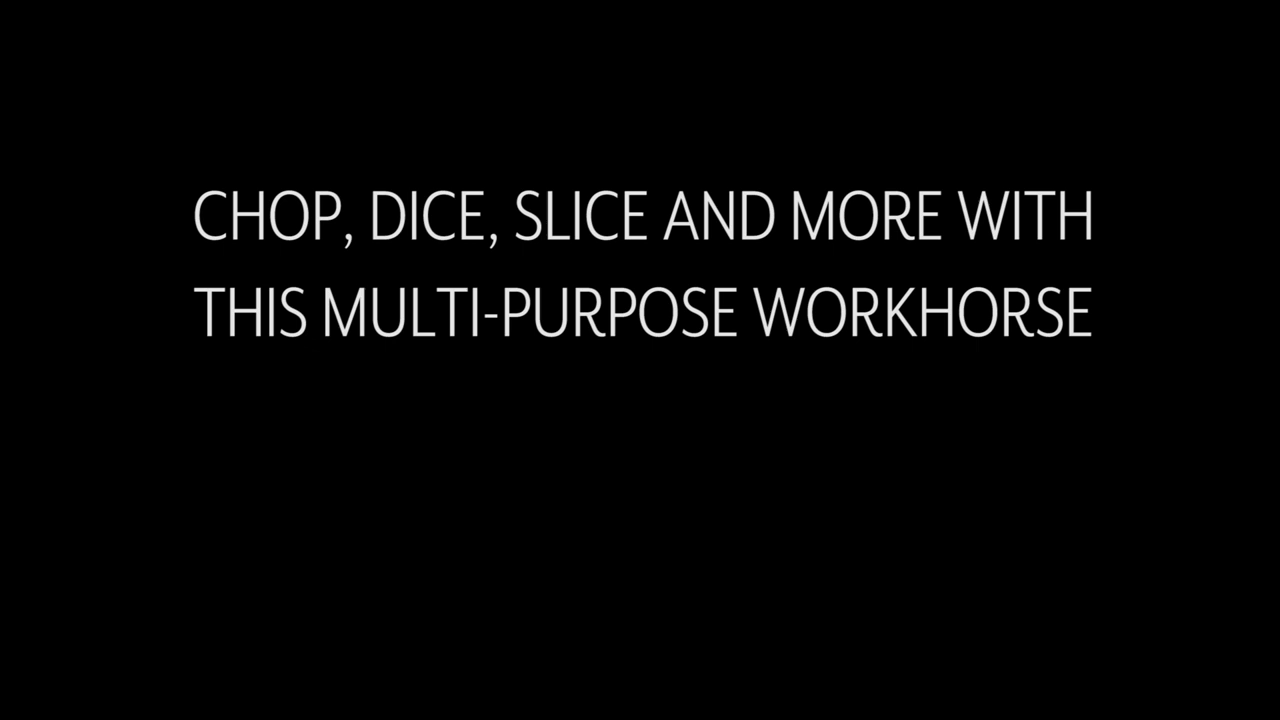 CHOP, DICE, SLICE AND MORE WITH
THIS MULTI-PURPOSE WORKHORSE